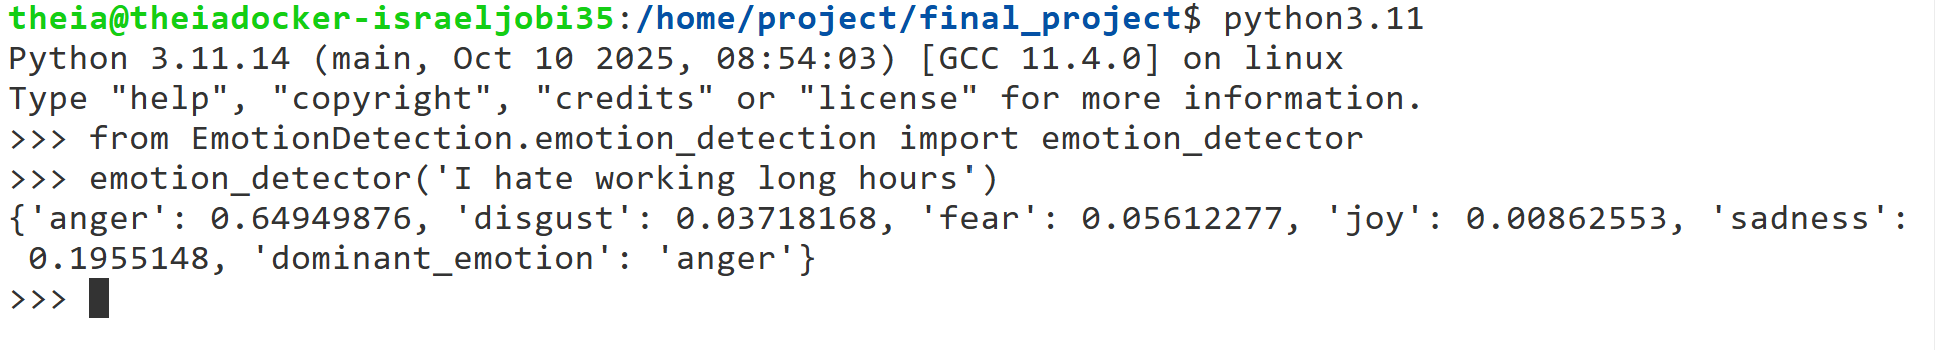 theia@theiadocker-israeljobi35:/home/project/final_project$ python3.11
Python 3.11.14 (main, Oct 10 2025, 08:54:03) [GCC 11.4.0] on linux
Type "help", "copyright", "credits" or "license" for more information.
>>> from EmotionDetection.emotion_detection import emotion_detector
>>> emotion_detector('I hate working long hours')
{'anger': 0.64949876, 'disgust': 0.03718168, 'fear': 0.05612277, 'joy': 0.00862553, 'sadness':
 0.1955148, 'dominant_emotion': 'anger'}
>>>